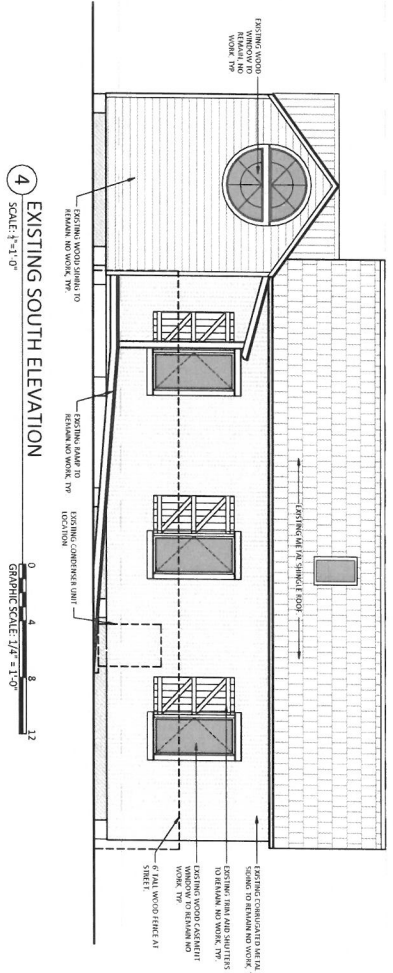 EXISTING WOOD
WINDOW TO
REMAIN. NO
WORK, TYP.
EXISTING METAL SHINGLE ROOF
EXISTING CORRUGATED METAL
SIDING TO REMAIN NO WORK.
EXISTING TRIM AND SHUTTERS
TO REMAIN. NO WORK, TYP.
EXISTING WOOD CASEMENT
WINDOW TO REMAIN NO
WORK, TYP
6' TALL WOOD FENCE AT
STREET.
EXISTING WOOD SIDING TO
REMAIN. NO WORK, TYP.
EXISTING RAMP TO
REMAIN NO WORK, TYP
EXISTING CONDENSER UNIT
LOCATION
4
EXISTING SOUTH ELEVATION
SCALE: ¼"=1'-0"
0 4 8 12
GRAPHIC SCALE: 1/4" = 1'-0"